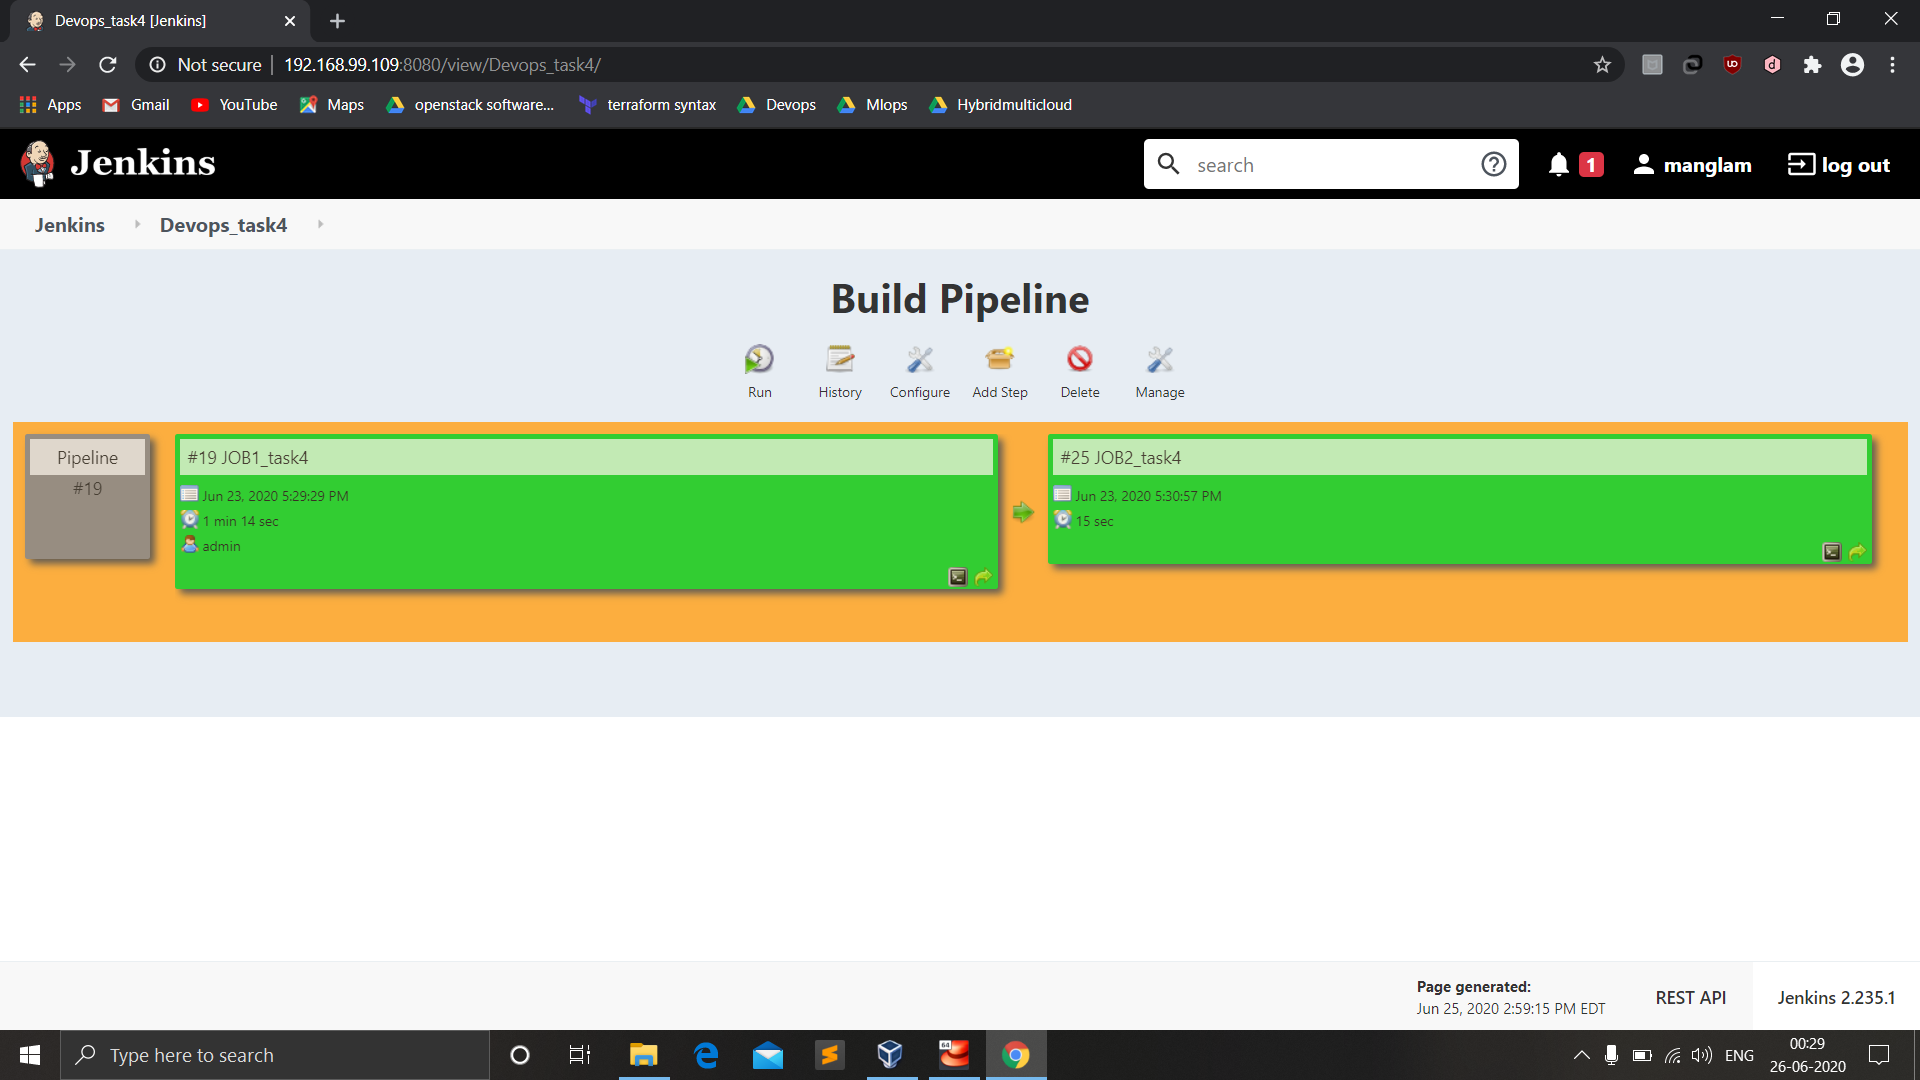 Devops_task4 [Jenkins]
Not secure 192.168.99.109:8080/view/Devops_task4/
Apps Gmail YouTube Maps openstack software... terraform syntax Devops Mlops Hybridmulticloud
Jenkins search 1 manglam log out
Jenkins Devops_task4
Build Pipeline
Run History Configure Add Step Delete Manage
Pipeline
#19
#19 JOB1_task4
Jun 23, 2020 5:29:29 PM
1 min 14 sec
admin
#25 JOB2_task4
Jun 23, 2020 5:30:57 PM
15 sec
Page generated:
Jun 25, 2020 2:59:15 PM EDT
REST API
Jenkins 2.235.1
Type here to search
64
ENG
00:29
26-06-2020